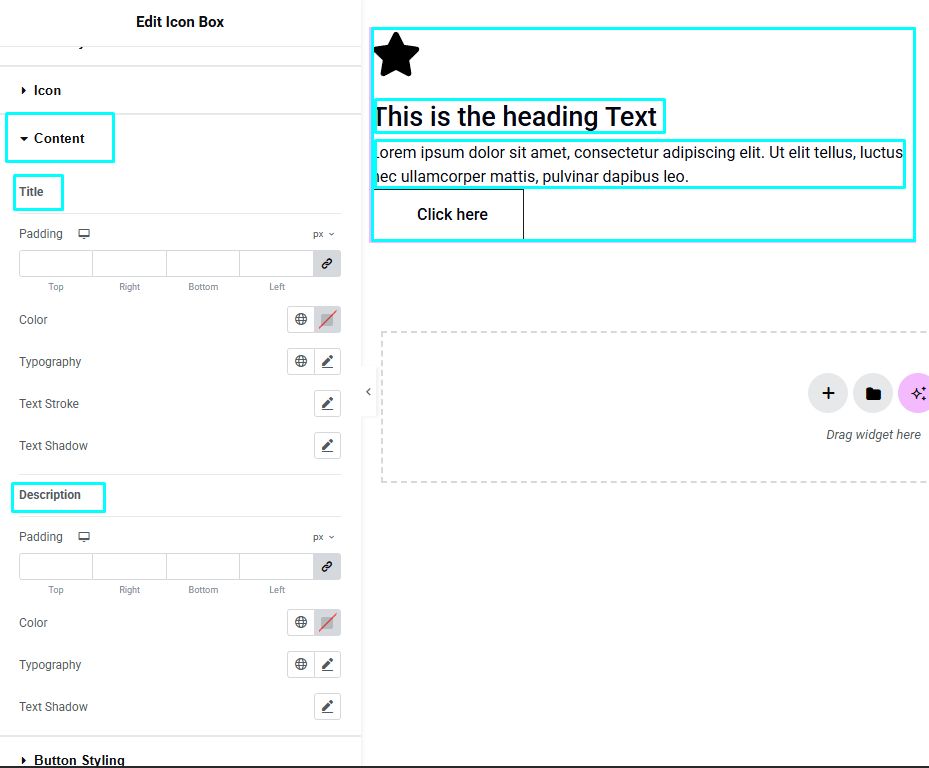 Edit Icon Box
Icon
Content
Title
Padding px
Top Right Bottom Left
Color
Typography
Text Stroke
Text Shadow
Description
Padding px
Top Right Bottom Left
Color
Typography
Text Shadow
Button Styling
This is the heading Text
Lorem ipsum dolor sit amet, consectetur adipiscing elit. Ut elit tellus, luctus
nec ullamcorper mattis, pulvinar dapibus leo.
Click here
Drag widget here